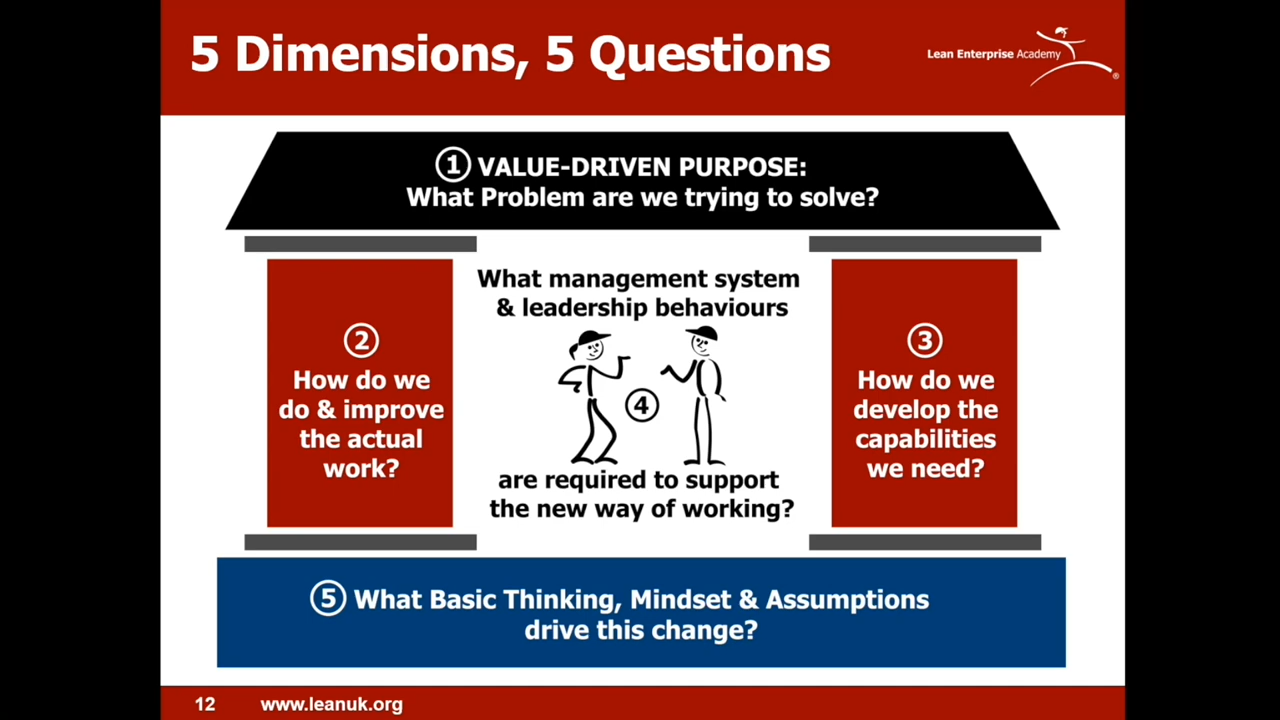 5 Dimensions, 5 Questions
Lean Enterprise Academy
®
① VALUE-DRIVEN PURPOSE:
What Problem are we trying to solve?
②
How do we
do & improve
the actual
work?
What management system
& leadership behaviours
④
are required to support
the new way of working?
③
How do we
develop the
capabilities
we need?
⑤ What Basic Thinking, Mindset & Assumptions
drive this change?
12 www.leanuk.org